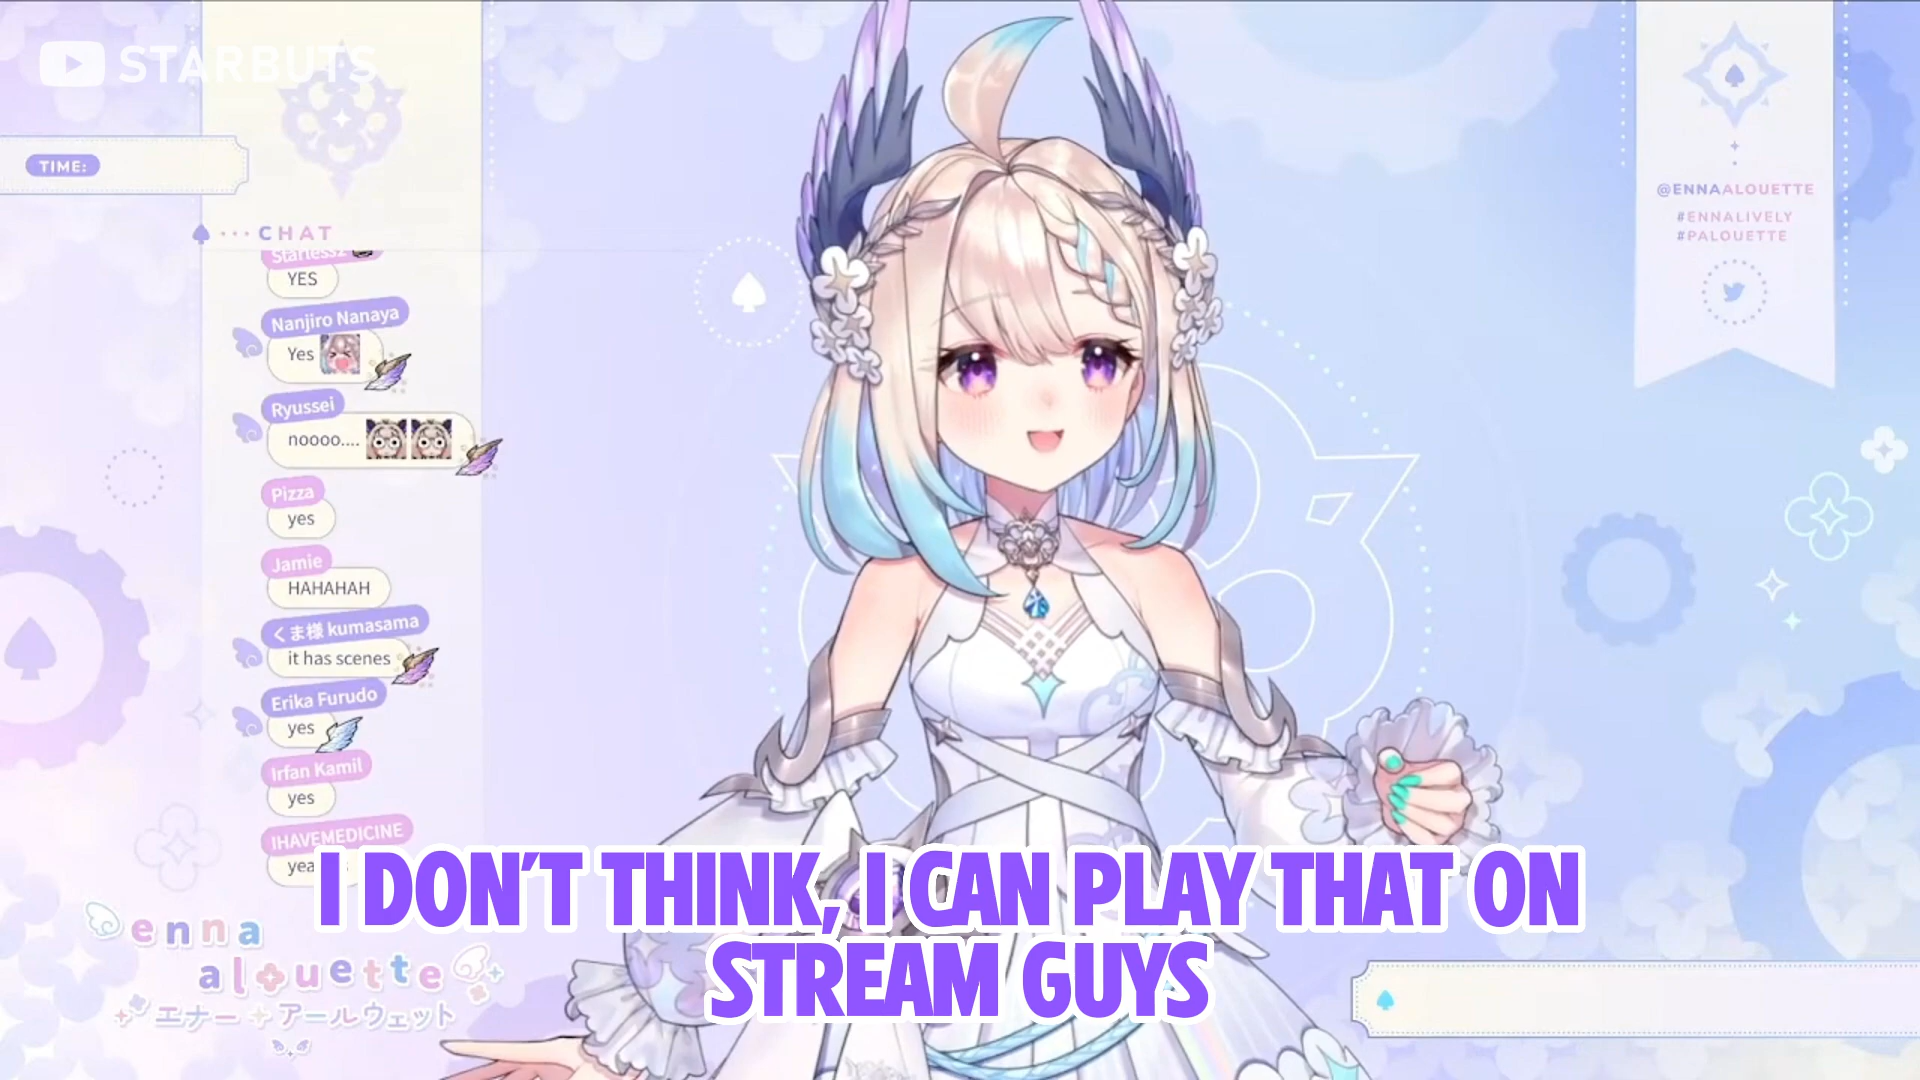 STARBUTS
TIME:
CHAT
Starlessz
YES
Nanjiro Nanaya
Yes
Ryussei
noooo....
Pizza
yes
Jamie
HAHAHAH
くま様 kumasama
it has scenes
Erika Furudo
yes
Irfan Kamil
yes
IHAVEMEDICINE
yea
@ENNAALOUETTE
#ENNALIVELY
#PALOUETTE
I DON'T THINK, I CAN PLAY THAT ON
STREAM GUYS
enna
alouette
エナー アールウェット